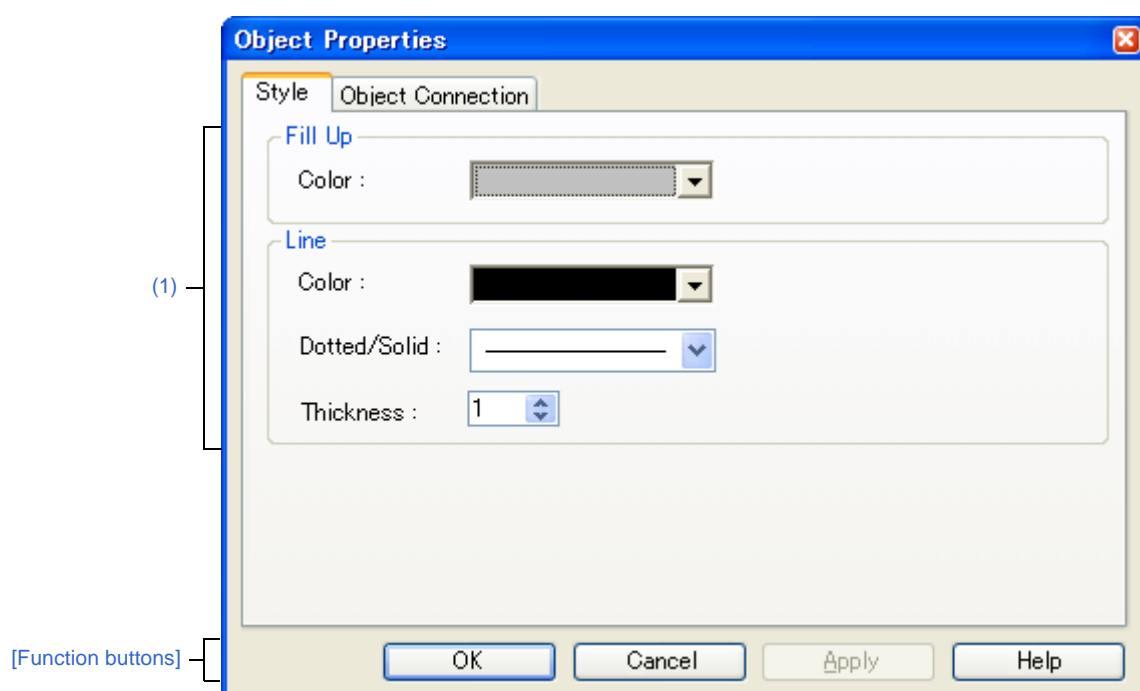 Object Properties
Style
Object Connection
Fill Up
Color :
Line
Color :
(1)
Dotted/Solid :
Thickness :
1
[Function buttons]
OK
Cancel
Apply
Help